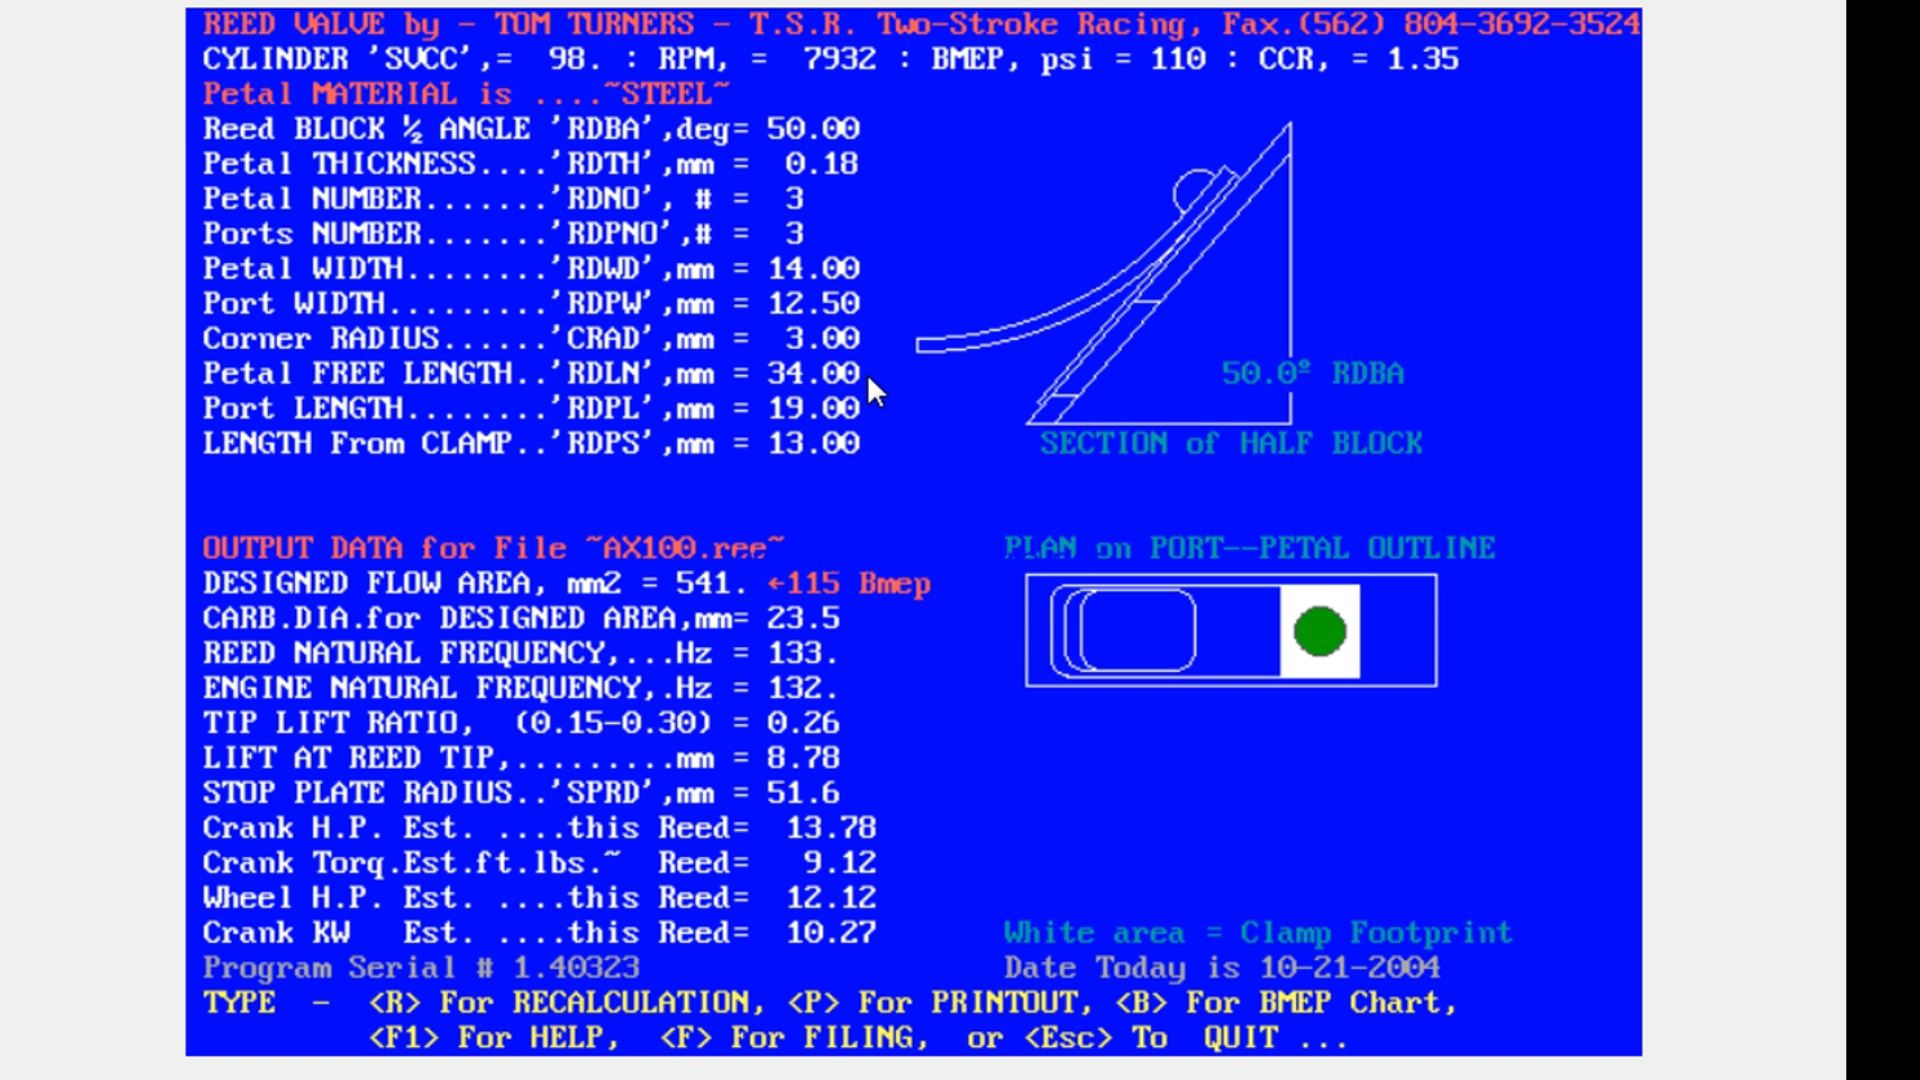 REED VALVE by - TOM TURNERS - T.S.R. Two-Stroke Racing, Fax.(562) 804-3692-3524
CYLINDER 'SVCC',= 98. : RPM, = 7932 : BMEP, psi = 110 : CCR, = 1.35
Petal MATERIAL is ....~STEEL~
Reed BLOCK ½ ANGLE 'RDBA',deg= 50.00
Petal THICKNESS....'RDTH',mm = 0.18
Petal NUMBER.......'RDNO', # = 3
Ports NUMBER.......'RDPNO',# = 3
Petal WIDTH........'RDWD',mm = 14.00
Port WIDTH.........'RDPW',mm = 12.50
Corner RADIUS......'CRAD',mm = 3.00
Petal FREE LENGTH..'RDLN',mm = 34.00
50.0º RDBA
Port LENGTH........'RDPL',mm = 19.00
LENGTH From CLAMP..'RDPS',mm = 13.00
SECTION of HALF BLOCK
OUTPUT DATA for File ~AX100.ree~
PLAN on PORT--PETAL OUTLINE
DESIGNED FLOW AREA, mm2 = 541. ←115 Bmep
CARB.DIA.for DESIGNED AREA,mm= 23.5
REED NATURAL FREQUENCY,...Hz = 133.
ENGINE NATURAL FREQUENCY,.Hz = 132.
TIP LIFT RATIO, (0.15-0.30) = 0.26
LIFT AT REED TIP,.........mm = 8.78
STOP PLATE RADIUS..'SPRD',mm = 51.6
Crank H.P. Est. ....this Reed= 13.78
Crank Torq.Est.ft.lbs.~ Reed= 9.12
Wheel H.P. Est. ....this Reed= 12.12
Crank KW Est. ....this Reed= 10.27
White area = Clamp Footprint
Program Serial # 1.40323
Date Today is 10-21-2004
TYPE - <R> For RECALCULATION, <P> For PRINTOUT, <B> For BMEP Chart,
<F1> For HELP, <F> For FILING, or <Esc> To QUIT ...